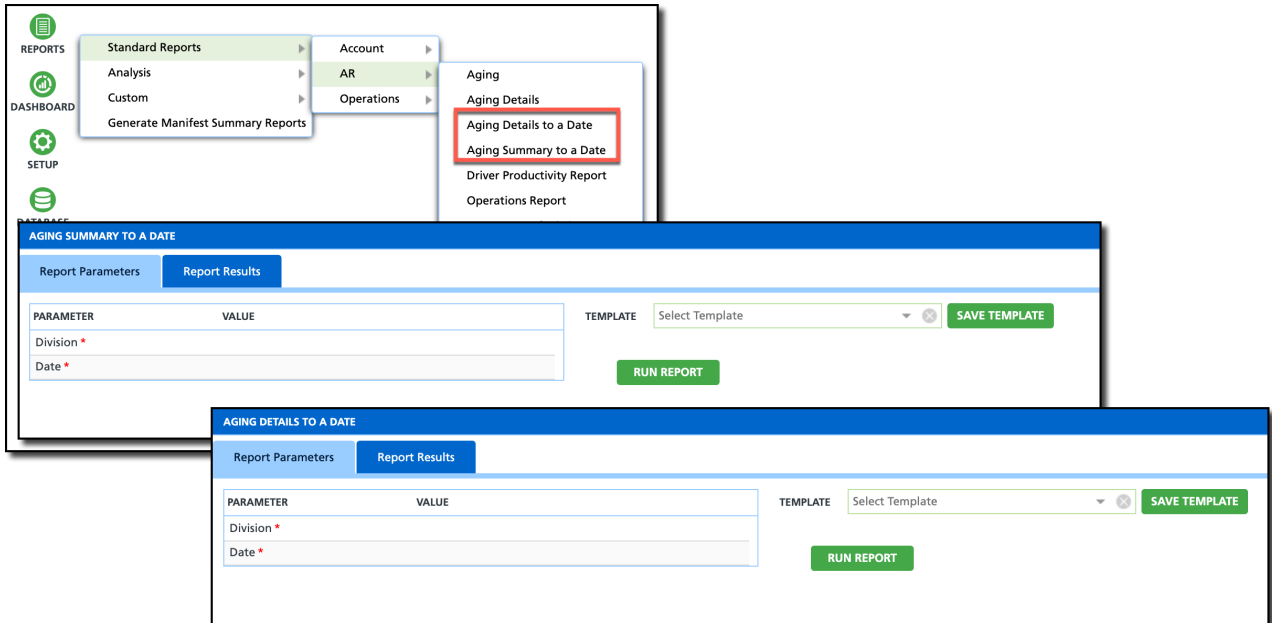 REPORTS
Standard Reports
Account
Analysis
AR
Aging
DASHBOARD
Custom
Operations
Aging Details
Generate Manifest Summary Reports
Aging Details to a Date
SETUP
Aging Summary to a Date
Driver Productivity Report
Operations Report
DATABASE
AGING SUMMARY TO A DATE
Report Parameters
Report Results
PARAMETER VALUE
TEMPLATE Select Template SAVE TEMPLATE
Division *
Date *
RUN REPORT
AGING DETAILS TO A DATE
Report Parameters
Report Results
PARAMETER VALUE
TEMPLATE Select Template SAVE TEMPLATE
Division *
Date *
RUN REPORT